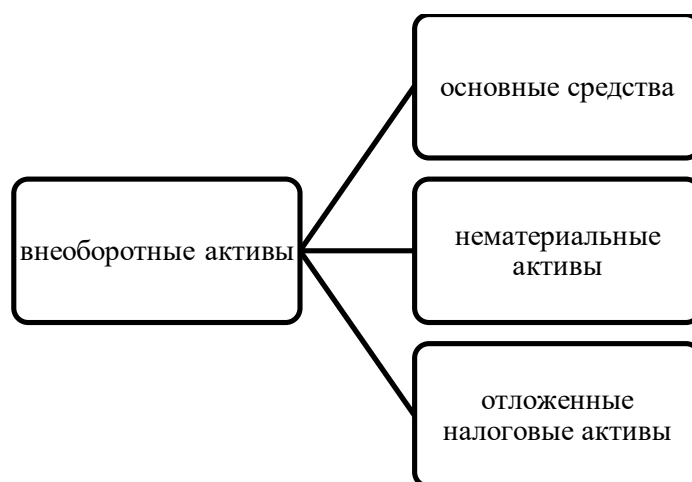 основные средства
внеоборотные активы
нематериальные
активы
отложенные
налоговые активы